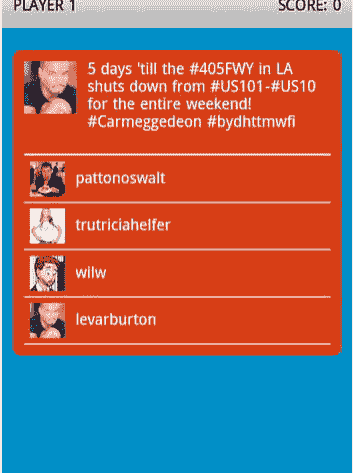 PLAYER 1 SCORE: 0
5 days 'till the #405FWY in LA
shuts down from #US101-#US10
for the entire weekend!
#Carmeggedeon #bydhttmwfi
pattonoswalt
trutriciahelfer
wilw
levarburton